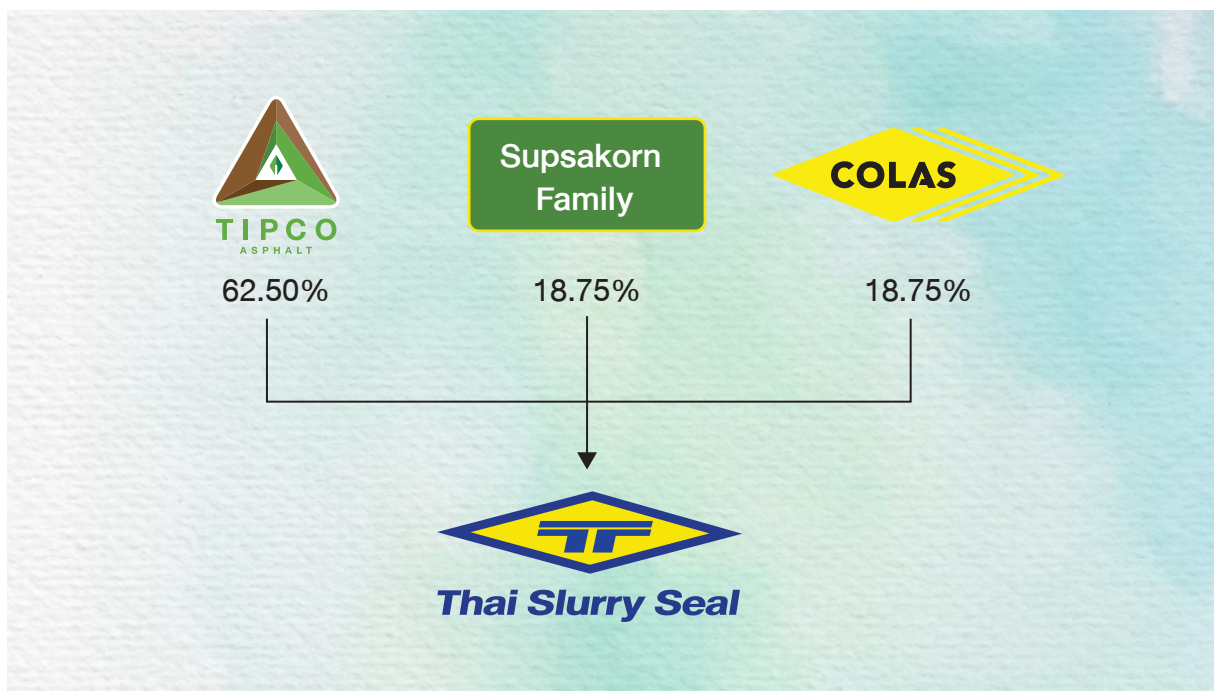 TIPCO
ASPHALT
Supsakorn
Family
COLAS
62.50%
18.75%
18.75%
Thai Slurry Seal